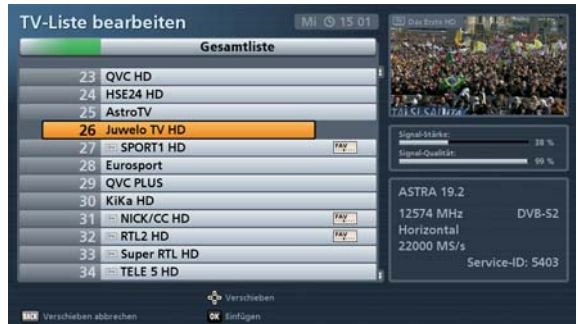 TV-Liste bearbeiten
Mi 15 01
Das Erste HD
Gesamtliste
23 QVC HD
24 HSE24 HD
25 AstroTV
26 Juwelo TV HD
27 SPORT1 HD FAV
28 Eurosport
29 QVC PLUS
30 KiKa HD
31 NICK/CC HD FAV
32 RTL2 HD FAV
33 Super RTL HD
34 TELE 5 HD
Signal-Stärke:
38 %
Signal-Qualität:
99 %
ASTRA 19.2
12574 MHz DVB-S2
Horizontal
22000 MS/s
Service-ID: 5403
Verschieben
BACK Verschieben abbrechen
OK Einfügen